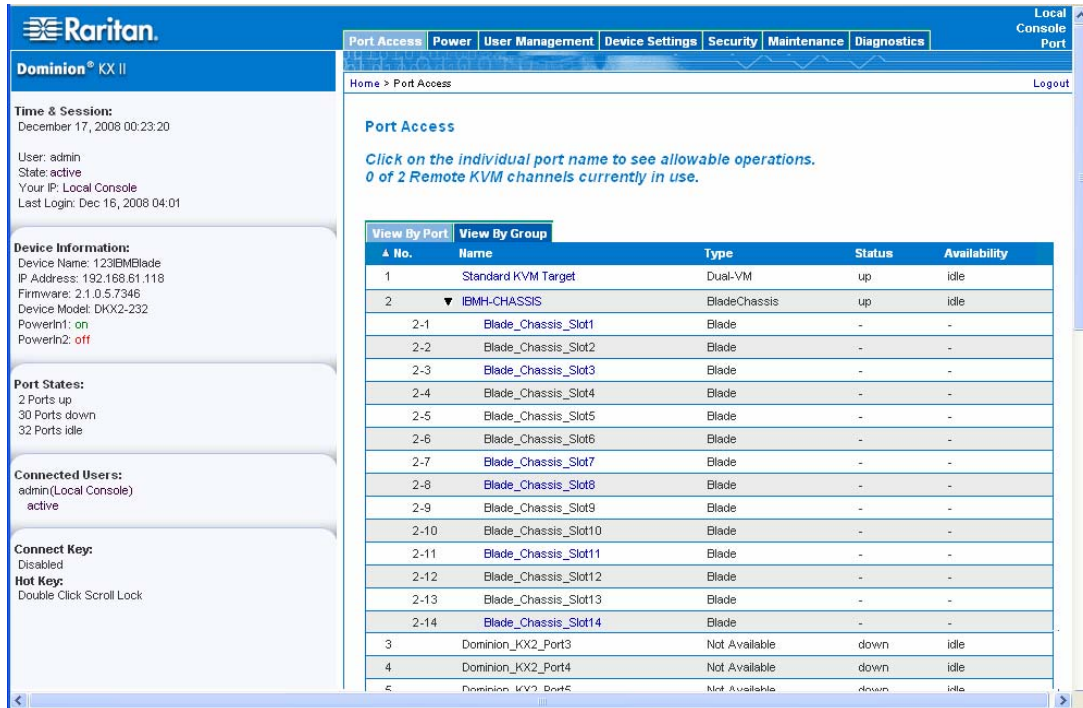 Raritan.
Local Console Port
Port Access Power User Management Device Settings Security Maintenance Diagnostics
Dominion® KX II
Home > Port Access Logout
Time & Session:
December 17, 2008 00:23:20
User: admin
State: active
Your IP: Local Console
Last Login: Dec 16, 2008 04:01
Device Information:
Device Name: 123IBMBlade
IP Address: 192.168.61.118
Firmware: 2.1.0.5.7346
Device Model: DKX2-232
PowerIn1: on
PowerIn2: off
Port States:
2 Ports up
30 Ports down
32 Ports idle
Connected Users:
admin(Local Console)
active
Connect Key:
Disabled
Hot Key:
Double Click Scroll Lock
Port Access
Click on the individual port name to see allowable operations.
0 of 2 Remote KVM channels currently in use.
View By Port View By Group
▲ No. Name Type Status Availability
1 Standard KVM Target Dual-VM up idle
2 ▼ IBMH-CHASSIS BladeChassis up idle
2-1 Blade_Chassis_Slot1 Blade - -
2-2 Blade_Chassis_Slot2 Blade - -
2-3 Blade_Chassis_Slot3 Blade - -
2-4 Blade_Chassis_Slot4 Blade - -
2-5 Blade_Chassis_Slot5 Blade - -
2-6 Blade_Chassis_Slot6 Blade - -
2-7 Blade_Chassis_Slot7 Blade - -
2-8 Blade_Chassis_Slot8 Blade - -
2-9 Blade_Chassis_Slot9 Blade - -
2-10 Blade_Chassis_Slot10 Blade - -
2-11 Blade_Chassis_Slot11 Blade - -
2-12 Blade_Chassis_Slot12 Blade - -
2-13 Blade_Chassis_Slot13 Blade - -
2-14 Blade_Chassis_Slot14 Blade - -
3 Dominion_KX2_Port3 Not Available down idle
4 Dominion_KX2_Port4 Not Available down idle
5 Dominion_KX2_Port5 Not Available down idle